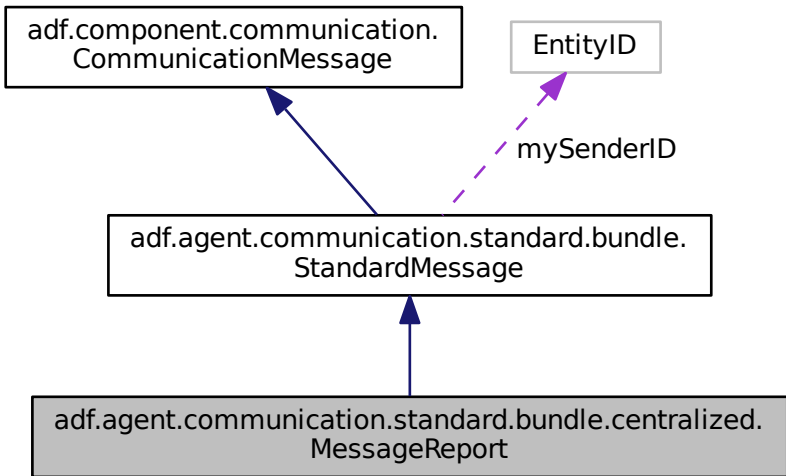 adf.component.communication.
CommunicationMessage
EntityID
mySenderID
adf.agent.communication.standard.bundle.
StandardMessage
adf.agent.communication.standard.bundle.centralized.
MessageReport